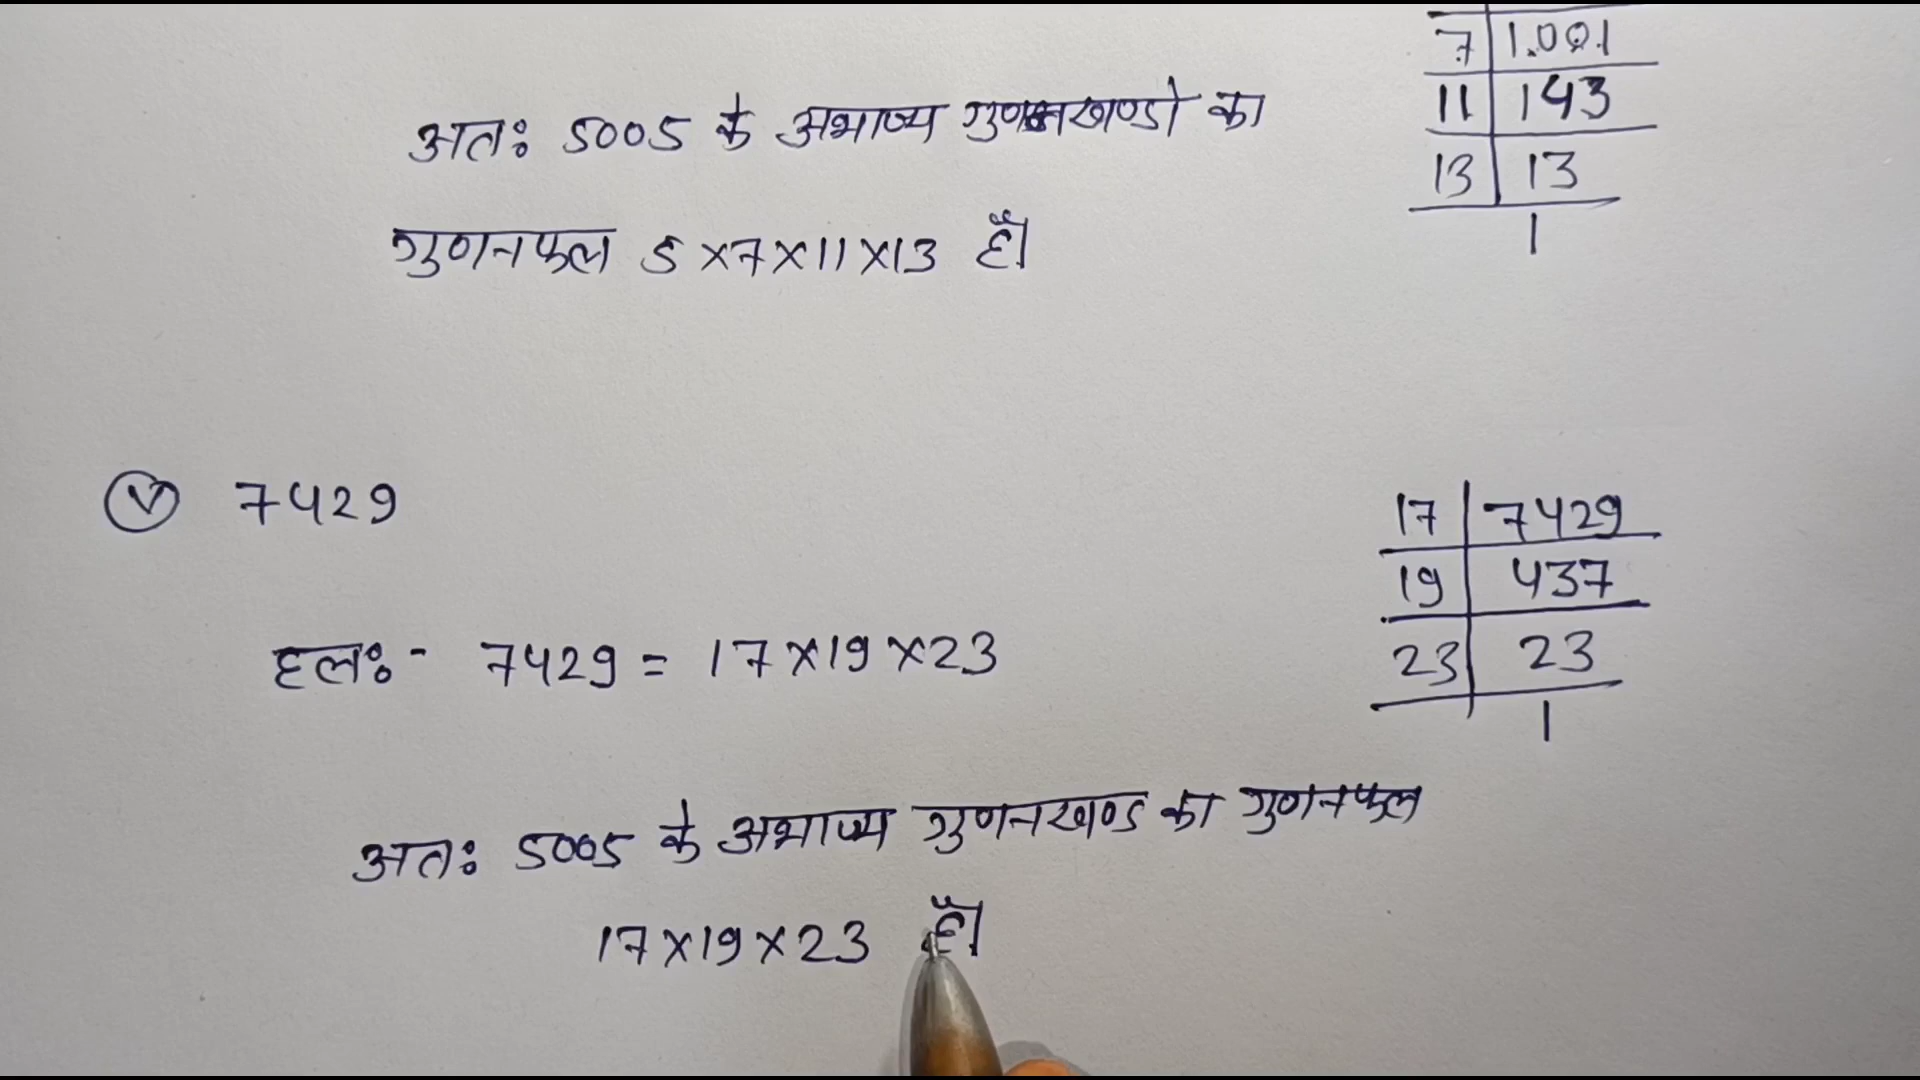 7 | 1001
11 | 143
13 | 13
1
अतः 5005 के अभाज्य गुणनखण्डो का
गुणनफल 5×7×11×13 हैं।
(V) 7429
17 | 7429
19 | 437
23 | 23
1
हलः- 7429 = 17×19×23
अतः 5005 के अभाज्य गुणनखण्ड का गुणनफल
17×19×23 हैं।